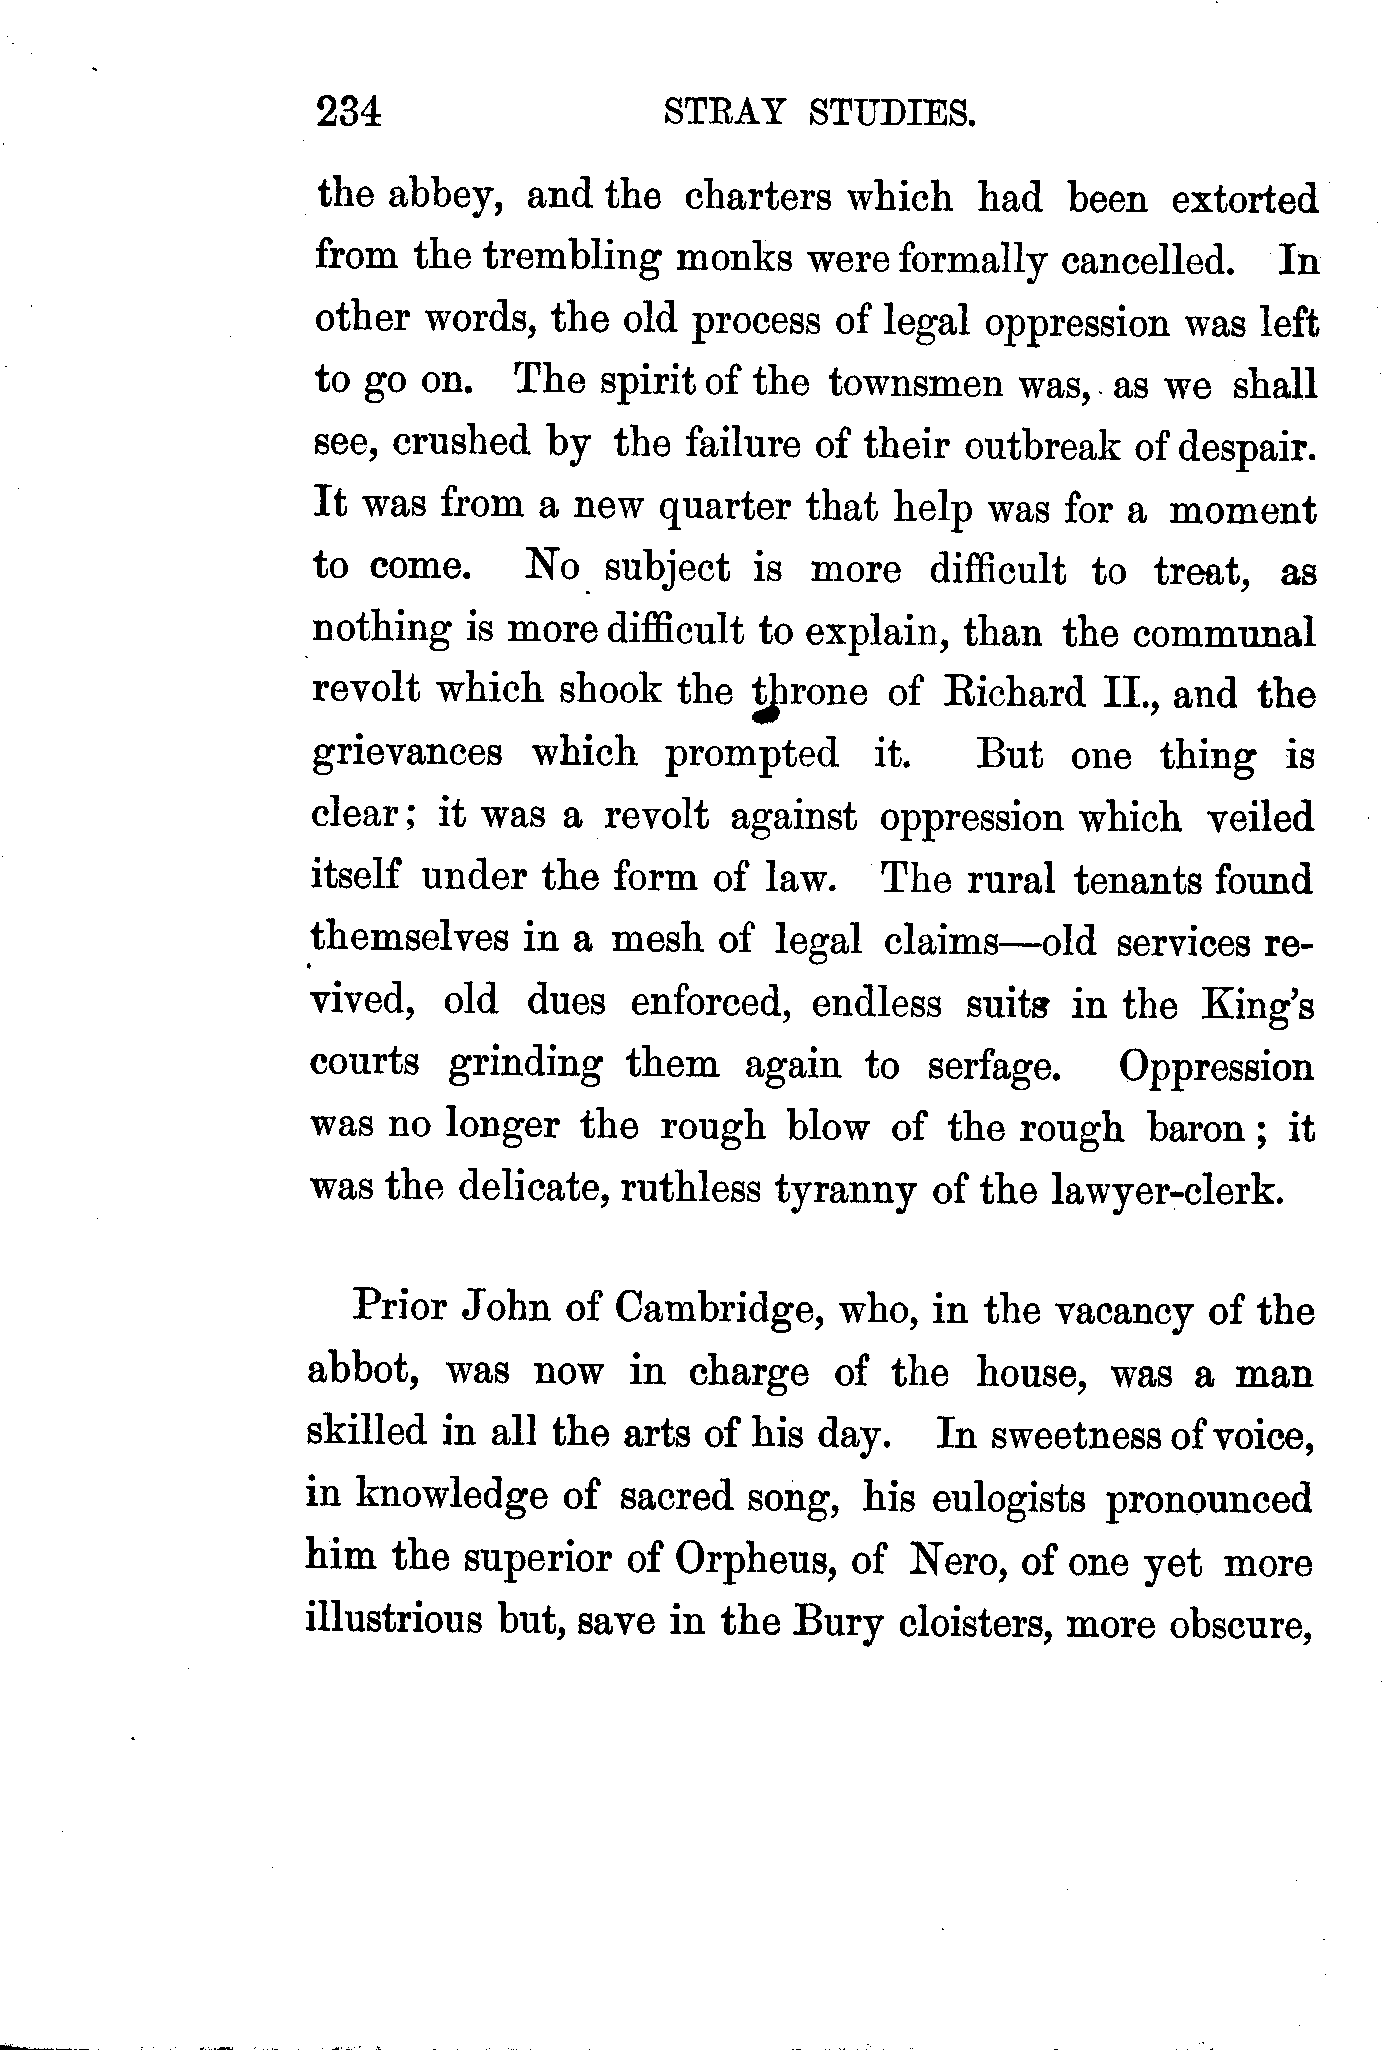 234 STRAY STUDIES.
the abbey, and the charters which had been extorted
from the trembling monks were formally cancelled. In
other words, the old process of legal oppression was left
to go on. The spirit of the townsmen was, as we shall
see, crushed by the failure of their outbreak of despair.
It was from a new quarter that help was for a moment
to come. No subject is more difficult to treat, as
nothing is more difficult to explain, than the communal
revolt which shook the throne of Richard II., and the
grievances which prompted it. But one thing is
clear; it was a revolt against oppression which veiled
itself under the form of law. The rural tenants found
themselves in a mesh of legal claims—old services re-
vived, old dues enforced, endless suits in the King's
courts grinding them again to serfage. Oppression
was no longer the rough blow of the rough baron; it
was the delicate, ruthless tyranny of the lawyer-clerk.
Prior John of Cambridge, who, in the vacancy of the
abbot, was now in charge of the house, was a man
skilled in all the arts of his day. In sweetness of voice,
in knowledge of sacred song, his eulogists pronounced
him the superior of Orpheus, of Nero, of one yet more
illustrious but, save in the Bury cloisters, more obscure,